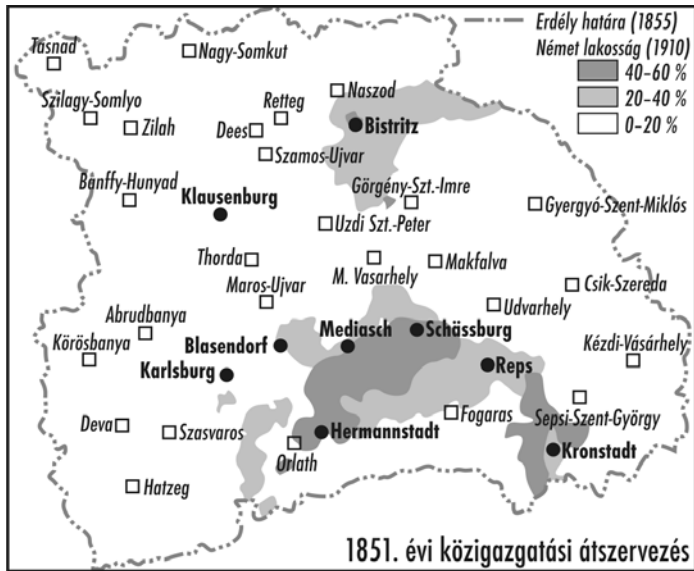 Erdély határa (1855)
Német lakosság (1910)
40–60 %
20–40 %
0–20 %
Tasnad
Nagy-Somkut
Szilagy-Somlyo
Zilah
Retteg
Dees
Szamos-Ujvar
Naszod
Bistritz
Banffy-Hunyad
Klausenburg
Görgény-Szt.-Imre
Gyergyó-Szent-Miklós
Uzdi Szt.-Peter
Thorda
M. Vasarhely
Makfalva
Maros-Ujvar
Csik-Szereda
Udvarhely
Abrudbanya
Körösbanya
Blasendorf
Mediasch
Schässburg
Kézdi-Vásárhely
Karlsburg
Reps
Deva
Szasvaros
Hermannstadt
Fogaras
Sepsi-Szent-György
Orlath
Kronstadt
Hatzeg
1851. évi közigazgatási átszervezés